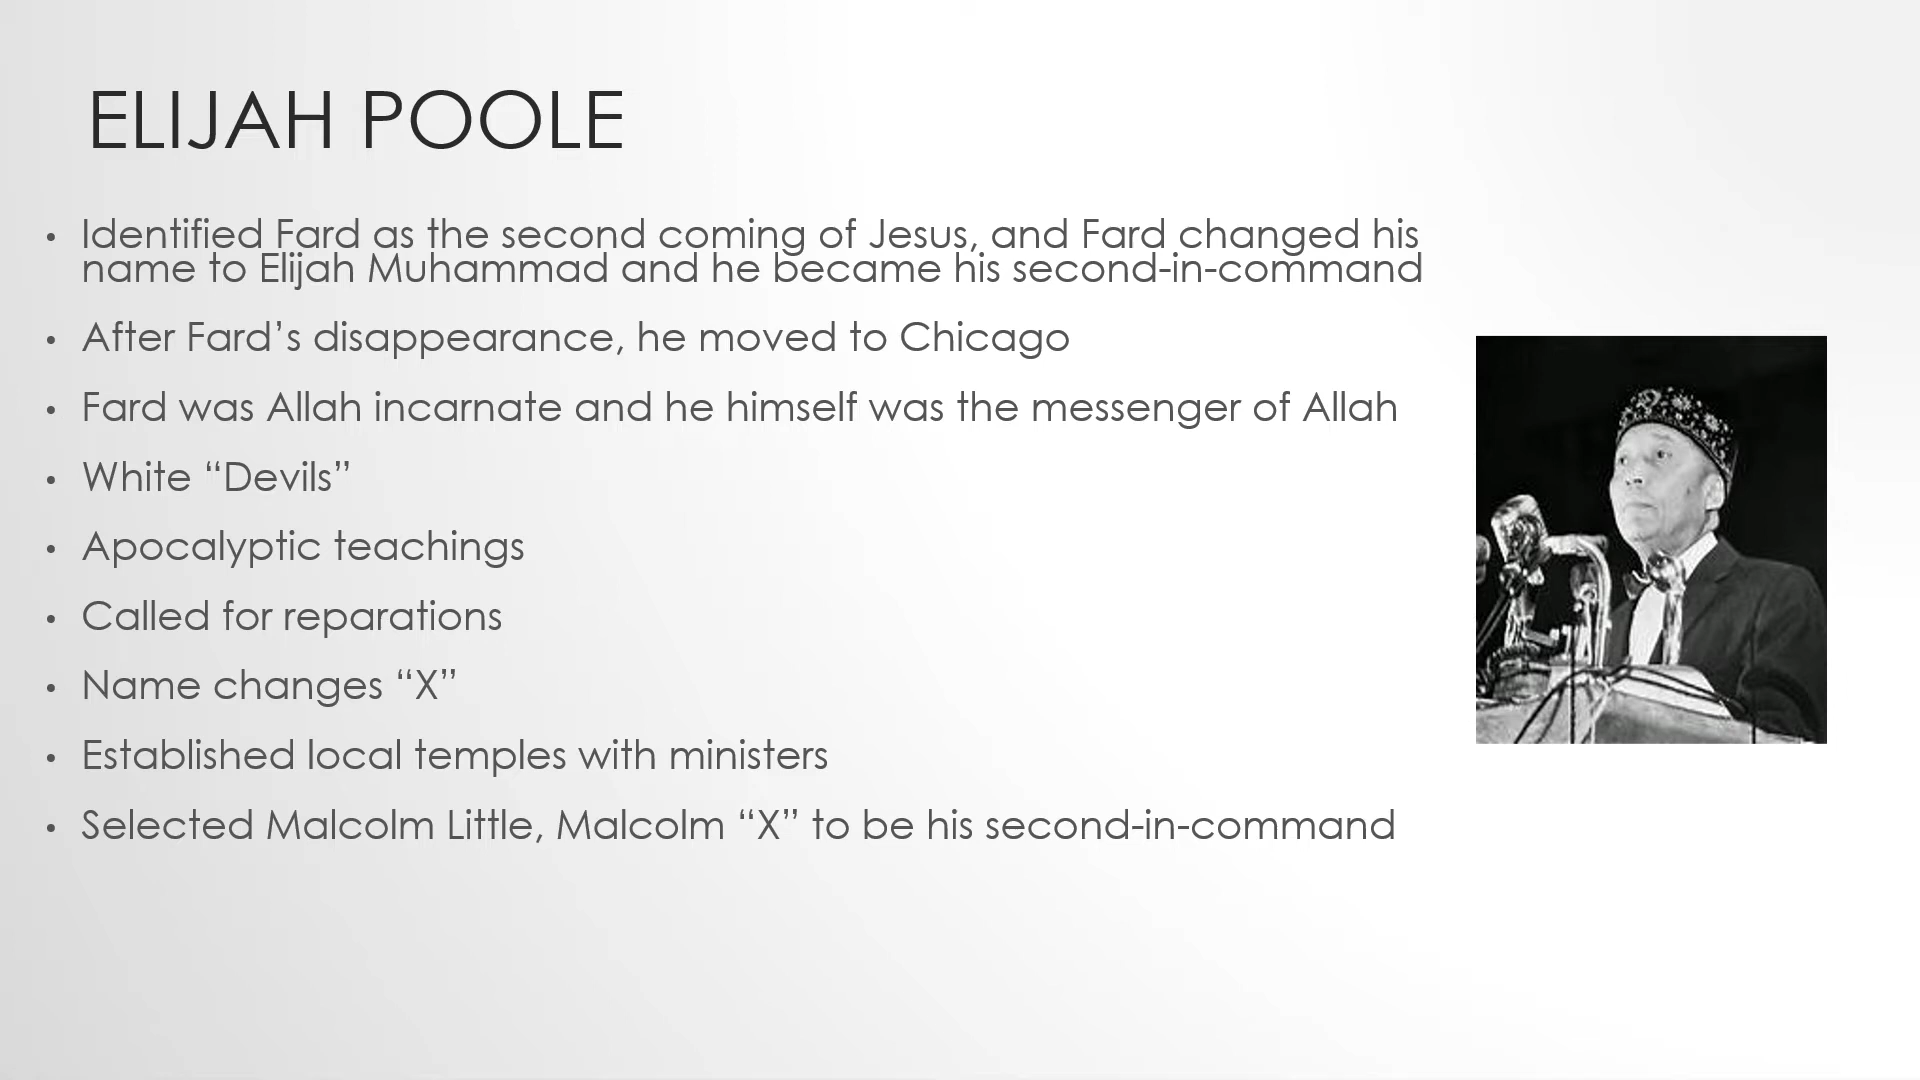 ELIJAH POOLE
• Identified Fard as the second coming of Jesus, and Fard changed his
name to Elijah Muhammad and he became his second-in-command
• After Fard’s disappearance, he moved to Chicago
• Fard was Allah incarnate and he himself was the messenger of Allah
• White “Devils”
• Apocalyptic teachings
• Called for reparations
• Name changes “X”
• Established local temples with ministers
• Selected Malcolm Little, Malcolm “X” to be his second-in-command